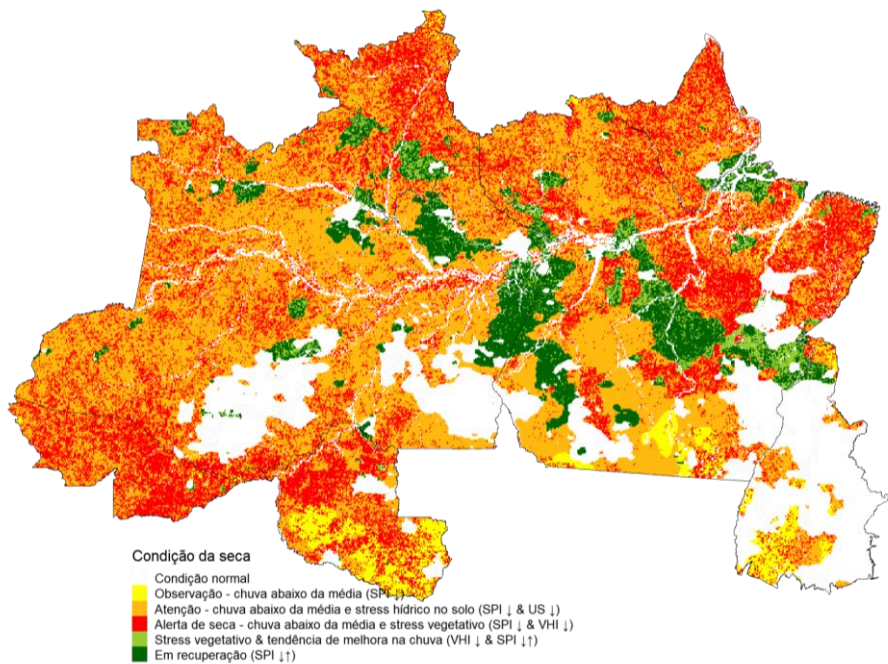 Condição da seca
Condição normal
Observação - chuva abaixo da média (SPI ↓)
Atenção - chuva abaixo da média e stress hídrico no solo (SPI ↓ & US ↓)
Alerta de seca - chuva abaixo da média e stress vegetativo (SPI ↓ & VHI ↓)
Stress vegetativo & tendência de melhora na chuva (VHI ↓ & SPI ↓↑)
Em recuperação (SPI ↓↑)